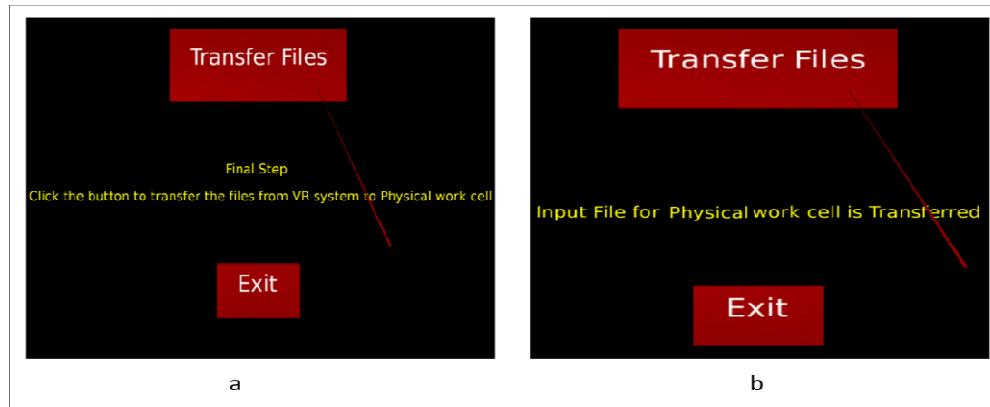 Transfer Files
Final Step
Click the button to transfer the files from VR system to Physical work cell
Exit
a
Transfer Files
Input File for Physical work cell is Transferred
Exit
b